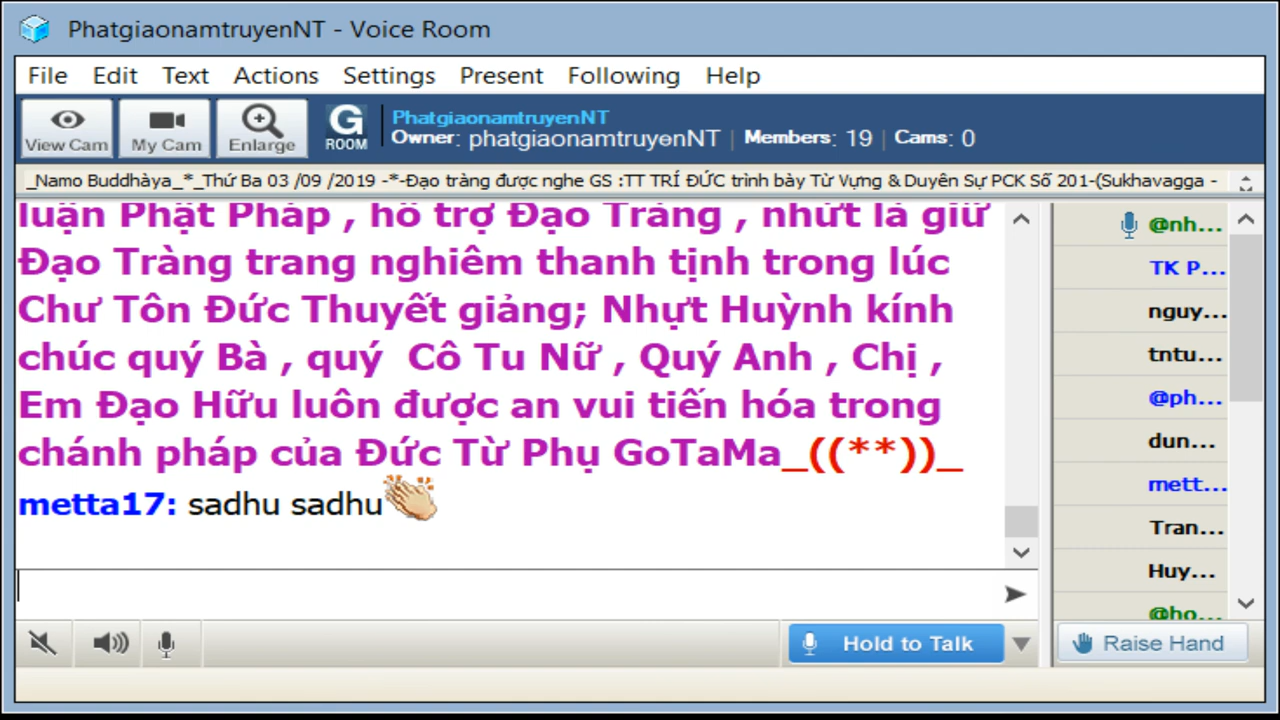 PhatgiaonamtruyenNT - Voice Room
File Edit Text Actions Settings Present Following Help
View Cam My Cam Enlarge G ROOM
PhatgiaonamtruyenNT
Owner: phatgiaonamtruyenNT | Members: 19 | Cams: 0
_Namo Buddhàya_*_Thứ Ba 03 /09 /2019 -*-Đạo tràng được nghe GS :TT TRÍ ĐỨC trình bày Từ Vựng & Duyên Sự PCK Số 201-(Sukhavagga -
luận Phật Pháp , hỗ trợ Đạo Tràng , nhứt là giữ
Đạo Tràng trang nghiêm thanh tịnh trong lúc
Chư Tôn Đức Thuyết giảng; Nhựt Huỳnh kính
chúc quý Bà , quý  Cô Tu Nữ , Quý Anh , Chị ,
Em Đạo Hữu luôn được an vui tiến hóa trong
chánh pháp của Đức Từ Phụ GoTaMa_((**))_
metta17: sadhu sadhu
@nh...
TK P...
nguy...
tntu...
@ph...
dun...
mett...
Tran...
Huy...
@ho...
Hold to Talk
Raise Hand